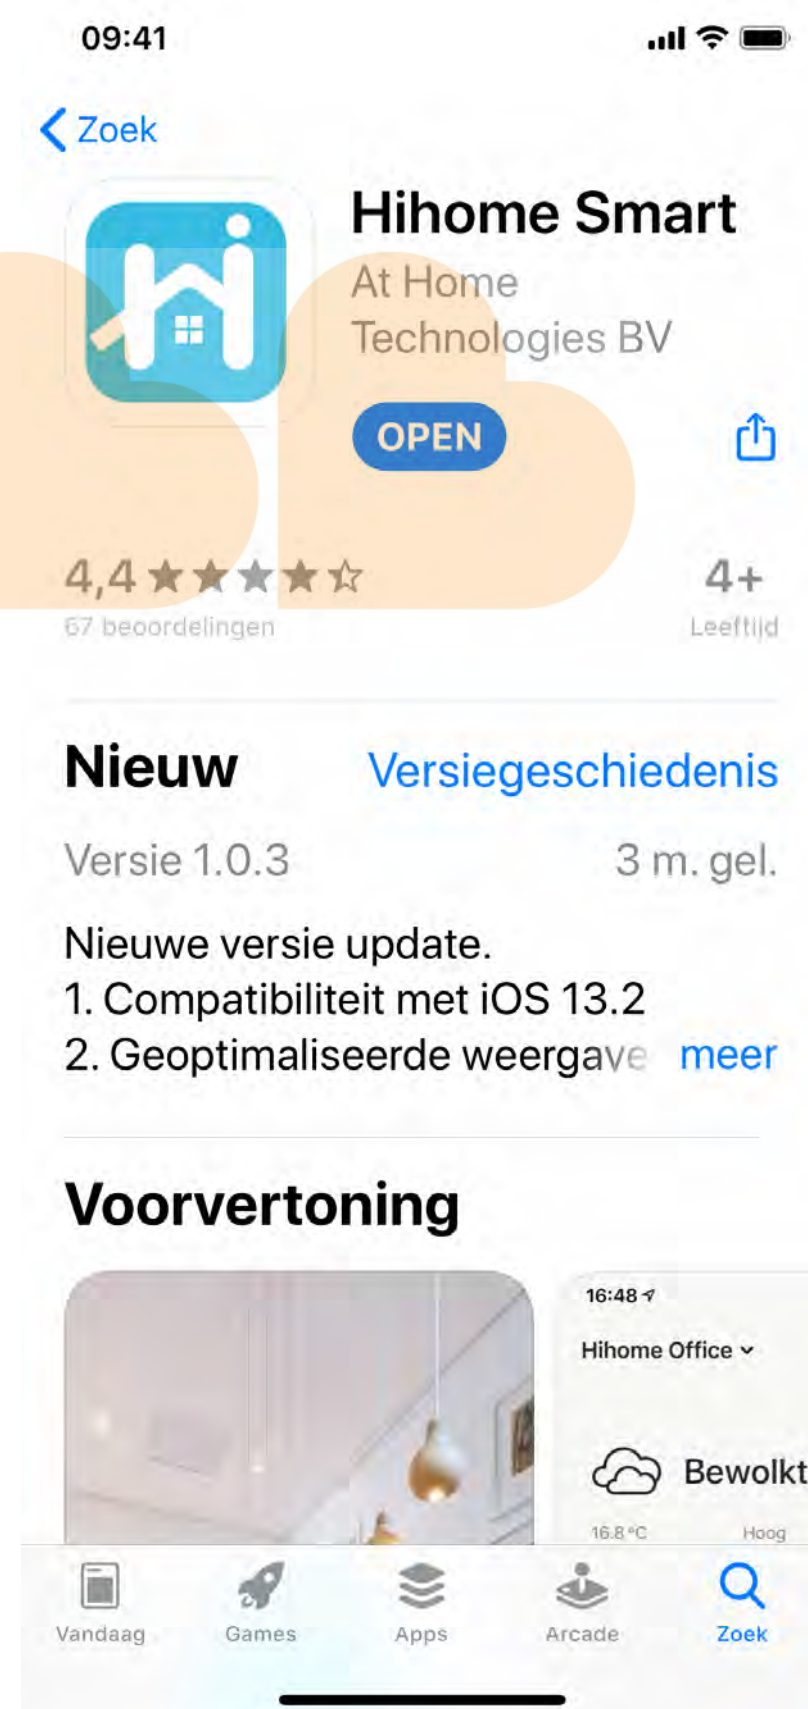 09:41
Zoek
Hihome Smart
At Home
Technologies BV
OPEN
4,4
4+
67 beoordelingen
Leeftijd
Nieuw
Versiegeschiedenis
Versie 1.0.3
3 m. gel.
Nieuwe versie update.
1. Compatibiliteit met iOS 13.2
2. Geoptimaliseerde weergave
meer
Voorvertoning
16:48
Hihome Office
Bewolkt
16.8 °C
Hoog
Vandaag
Games
Apps
Arcade
Zoek